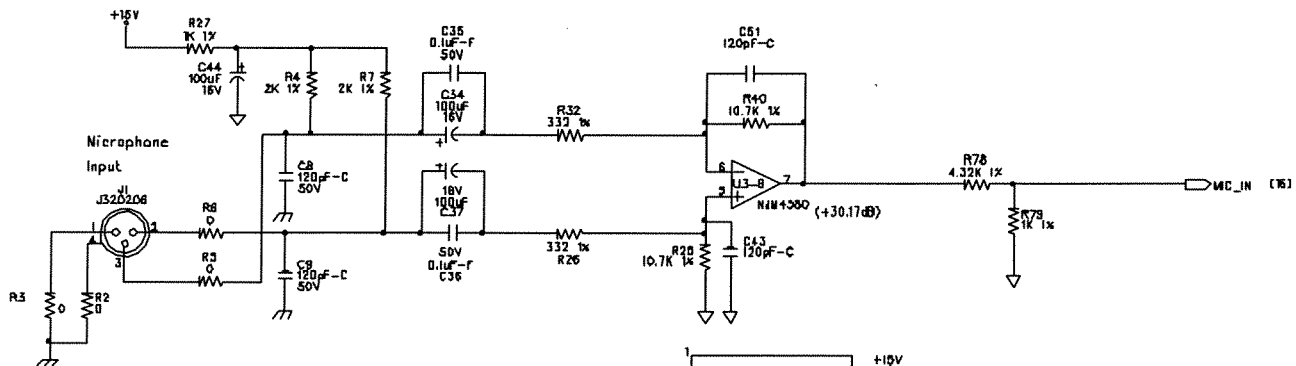 +15V
R27
1K 1%
C44
100uF
16V
R4
2K 1%
R7
2K 1%
C35
0.1uF-F
50V
C34
100uF
16V
+
R32
332 1%
C51
120pF-C
R40
10.7K 1%
Microphone
Input
J1
J3D206
1
2
3
R6
0
R5
0
R3
0
R2
0
C8
120pF-C
50V
C9
120pF-C
50V
+
16V
100uF
C37
50V
0.1uF-F
C36
332 1%
R26
6
5
7
U3-B
NJM4580
(+30.17dB)
R25
10.7K 1%
C43
120pF-C
R78
4.32K 1%
R79
1K 1%
MIC_IN [15]
1
+15V